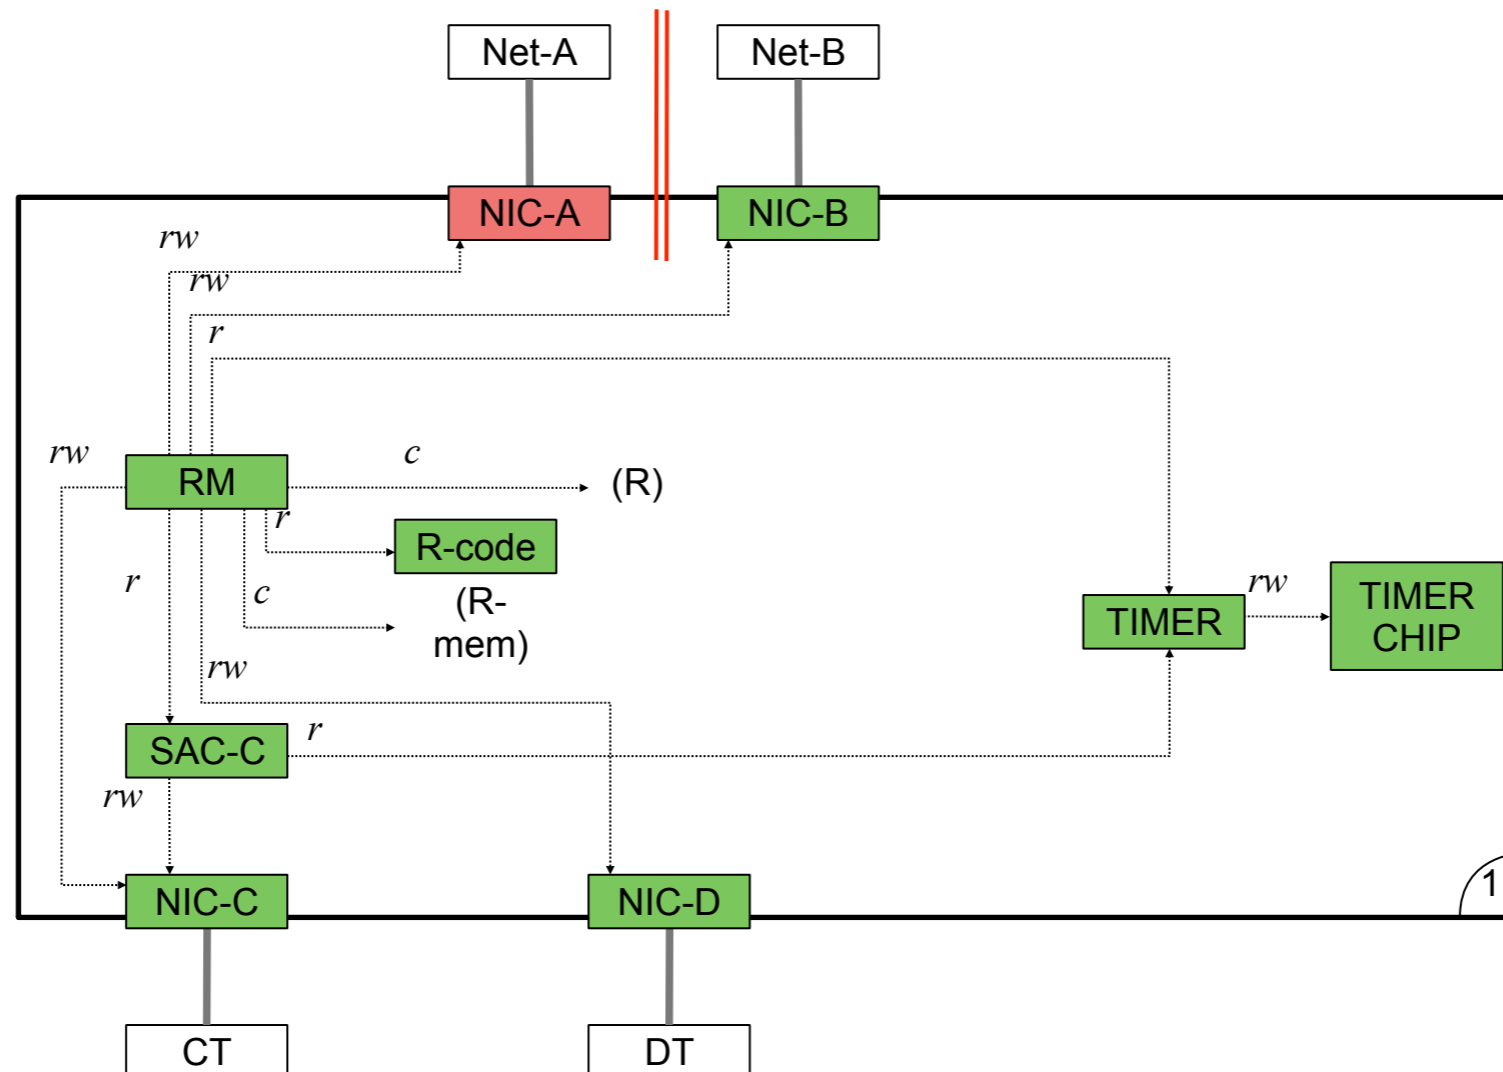 Net-A
Net-B
NIC-A
NIC-B
rw
rw
r
rw
c
RM
(R)
r
R-code
r
c
(R-
mem)
rw
TIMER
CHIP
TIMER
rw
SAC-C
r
rw
NIC-C
NIC-D
1
CT
DT